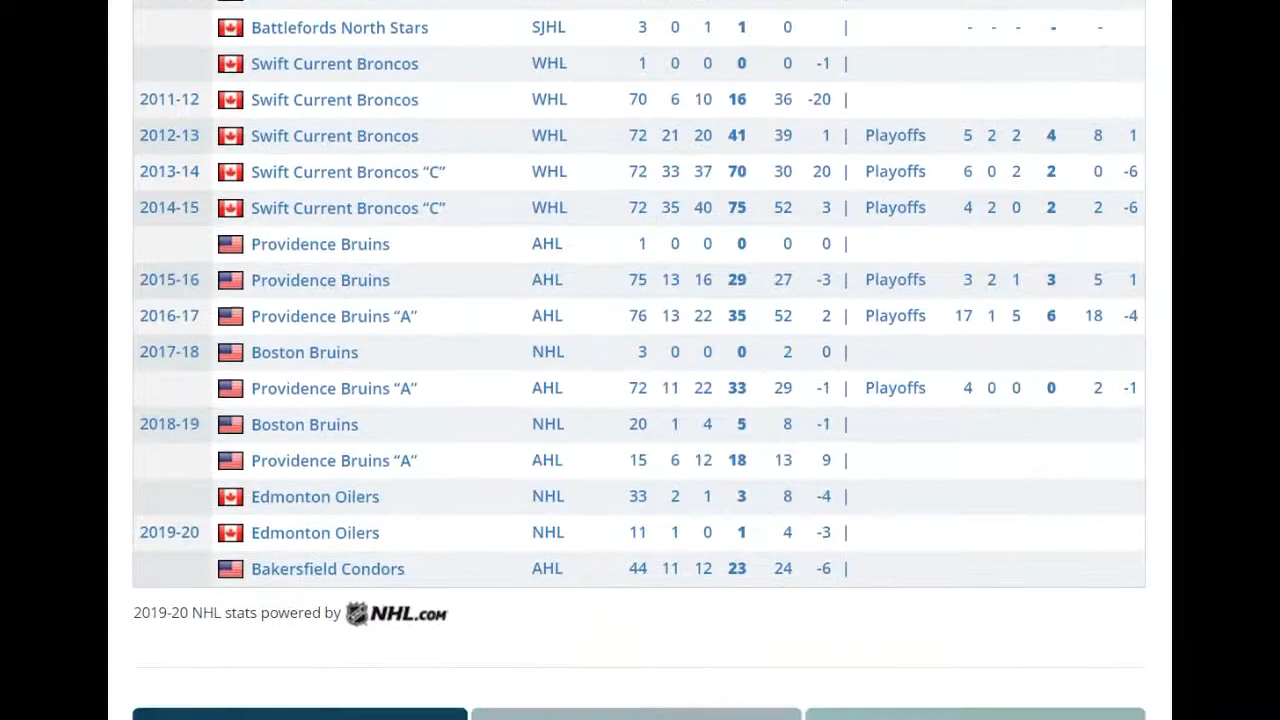 Battlefords North Stars SJHL 3 0 1 1 0 | - - - - -
Swift Current Broncos WHL 1 0 0 0 0 -1 |
2011-12 Swift Current Broncos WHL 70 6 10 16 36 -20 |
2012-13 Swift Current Broncos WHL 72 21 20 41 39 1 | Playoffs 5 2 2 4 8 1
2013-14 Swift Current Broncos “C” WHL 72 33 37 70 30 20 | Playoffs 6 0 2 2 0 -6
2014-15 Swift Current Broncos “C” WHL 72 35 40 75 52 3 | Playoffs 4 2 0 2 2 -6
Providence Bruins AHL 1 0 0 0 0 0 |
2015-16 Providence Bruins AHL 75 13 16 29 27 -3 | Playoffs 3 2 1 3 5 1
2016-17 Providence Bruins “A” AHL 76 13 22 35 52 2 | Playoffs 17 1 5 6 18 -4
2017-18 Boston Bruins NHL 3 0 0 0 2 0 |
Providence Bruins “A” AHL 72 11 22 33 29 -1 | Playoffs 4 0 0 0 2 -1
2018-19 Boston Bruins NHL 20 1 4 5 8 -1 |
Providence Bruins “A” AHL 15 6 12 18 13 9 |
Edmonton Oilers NHL 33 2 1 3 8 -4 |
2019-20 Edmonton Oilers NHL 11 1 0 1 4 -3 |
Bakersfield Condors AHL 44 11 12 23 24 -6 |
2019-20 NHL stats powered by NHL.COM